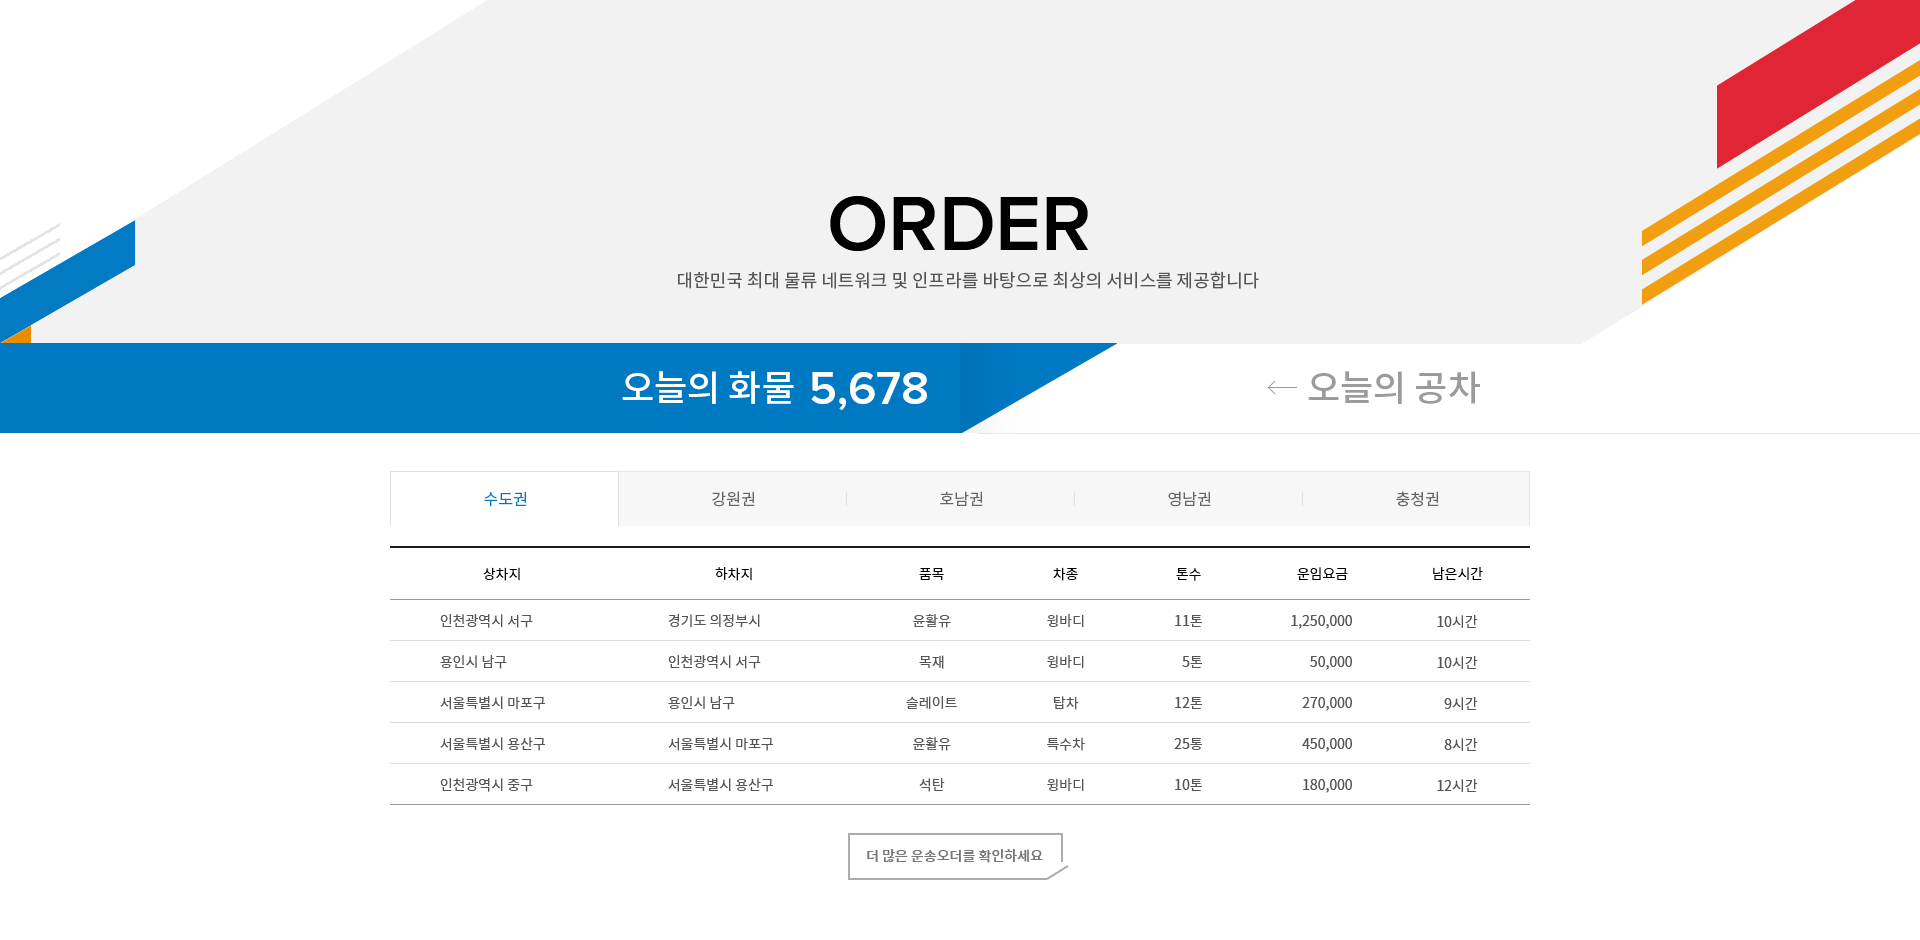 ORDER
대한민국 최대 물류 네트워크 및 인프라를 바탕으로 최상의 서비스를 제공합니다
오늘의 화물 5,678
오늘의 공차
수도권 강원권 호남권 영남권 충청권
상차지 하차지 품목 차종 톤수 운임요금 남은시간
인천광역시 서구 경기도 의정부시 윤활유 윙바디 11톤 1,250,000 10시간
용인시 남구 인천광역시 서구 목재 윙바디 5톤 50,000 10시간
서울특별시 마포구 용인시 남구 슬레이트 탑차 12톤 270,000 9시간
서울특별시 용산구 서울특별시 마포구 윤활유 특수차 25통 450,000 8시간
인천광역시 중구 서울특별시 용산구 석탄 윙바디 10톤 180,000 12시간
더 많은 운송오더를 확인하세요